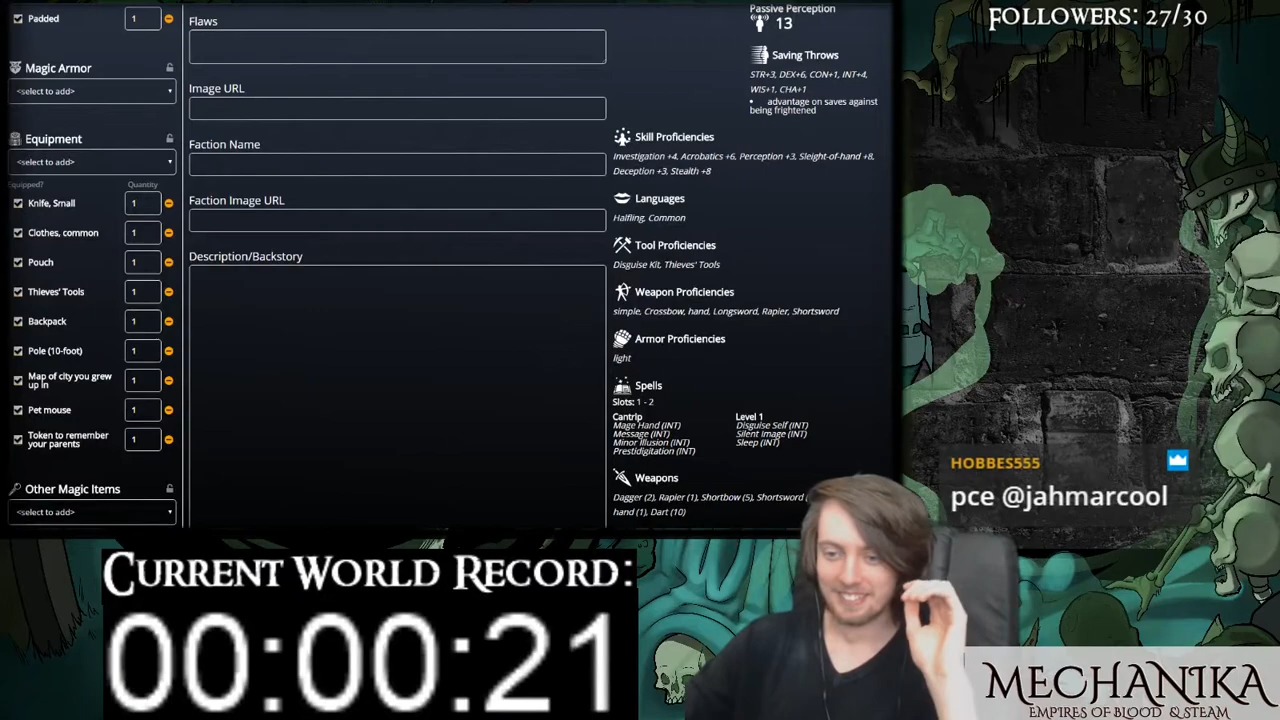 Padded 1
Magic Armor
<select to add>
Equipment
<select to add>
Equipped? Quantity
Knife, Small 1
Clothes, common 1
Pouch 1
Thieves' Tools 1
Backpack 1
Pole (10-foot) 1
Map of city you grew
up in 1
Pet mouse 1
Token to remember
your parents 1
Other Magic Items
<select to add>
Flaws
Image URL
Faction Name
Faction Image URL
Description/Backstory
Passive Perception
13
Saving Throws
STR+3, DEX+6, CON+1, INT+4,
WIS+1, CHA+1
• advantage on saves against
being frightened
Skill Proficiencies
Investigation +4, Acrobatics +6, Perception +3, Sleight-of-hand +8,
Deception +3, Stealth +8
Languages
Halfling, Common
Tool Proficiencies
Disguise Kit, Thieves' Tools
Weapon Proficiencies
simple, Crossbow, hand, Longsword, Rapier, Shortsword
Armor Proficiencies
light
Spells
Slots: 1 - 2
Cantrip
Mage Hand (INT)
Message (INT)
Minor Illusion (INT)
Prestidigitation (INT)
Level 1
Disguise Self (INT)
Silent Image (INT)
Sleep (INT)
Weapons
Dagger (2), Rapier (1), Shortbow (5), Shortsword
hand (1), Dart (10)
FOLLOWERS: 27/30
HOBBES555
pce @jahmarcool
CURRENT WORLD RECORD:
00:00:21
MECHANIKA
EMPIRES OF BLOOD & STEAM